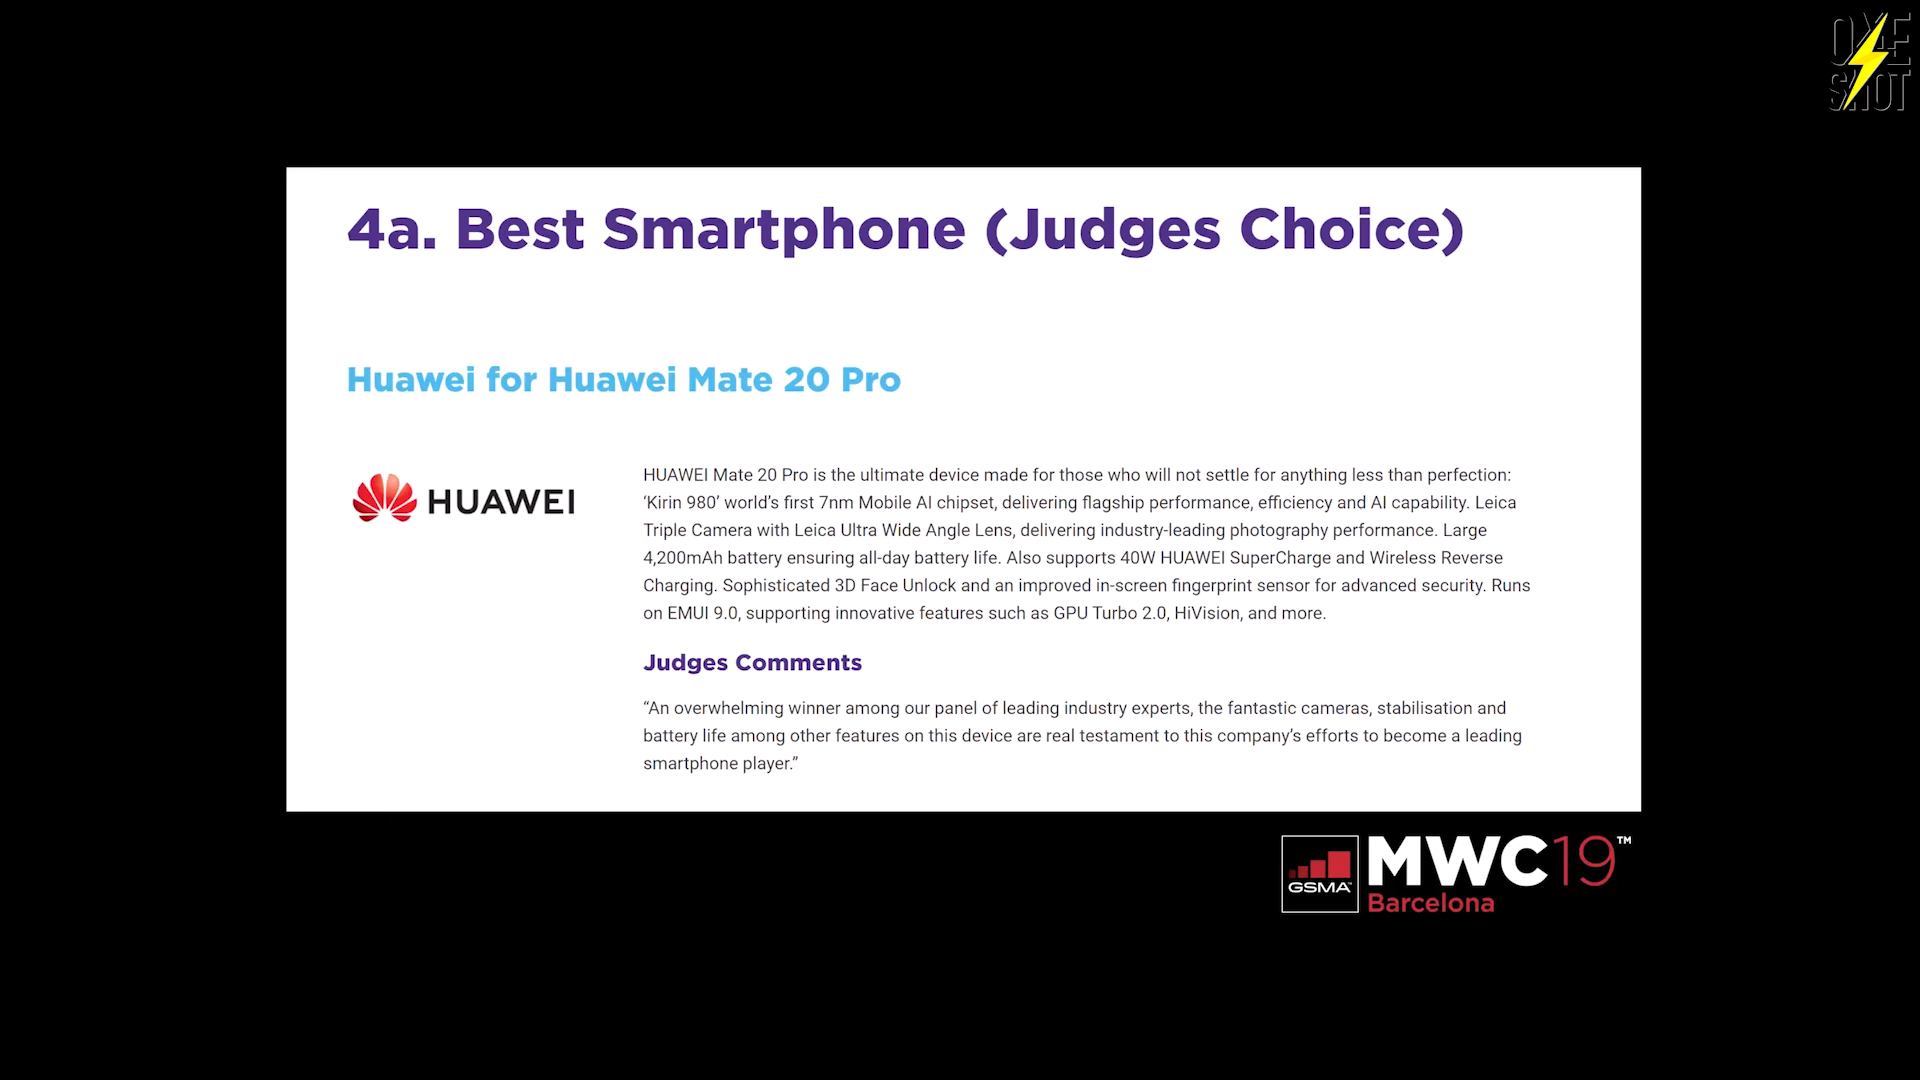 ONE
SHOT
4a. Best Smartphone (Judges Choice)
Huawei for Huawei Mate 20 Pro
HUAWEI
HUAWEI Mate 20 Pro is the ultimate device made for those who will not settle for anything less than perfection:
‘Kirin 980’ world’s first 7nm Mobile AI chipset, delivering flagship performance, efficiency and AI capability. Leica
Triple Camera with Leica Ultra Wide Angle Lens, delivering industry-leading photography performance. Large
4,200mAh battery ensuring all-day battery life. Also supports 40W HUAWEI SuperCharge and Wireless Reverse
Charging. Sophisticated 3D Face Unlock and an improved in-screen fingerprint sensor for advanced security. Runs
on EMUI 9.0, supporting innovative features such as GPU Turbo 2.0, HiVision, and more.
Judges Comments
“An overwhelming winner among our panel of leading industry experts, the fantastic cameras, stabilisation and
battery life among other features on this device are real testament to this company’s efforts to become a leading
smartphone player.”
GSMA™
MWC19™
Barcelona